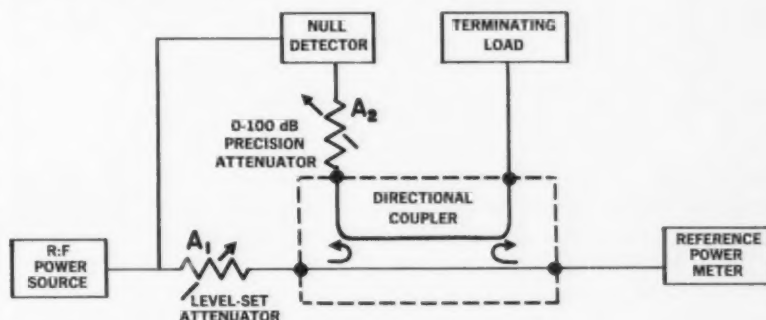 NULL
DETECTOR
TERMINATING
LOAD
A2
0-100 dB
PRECISION
ATTENUATOR
DIRECTIONAL
COUPLER
R:F
POWER
SOURCE
A1
LEVEL-SET
ATTENUATOR
REFERENCE
POWER
METER